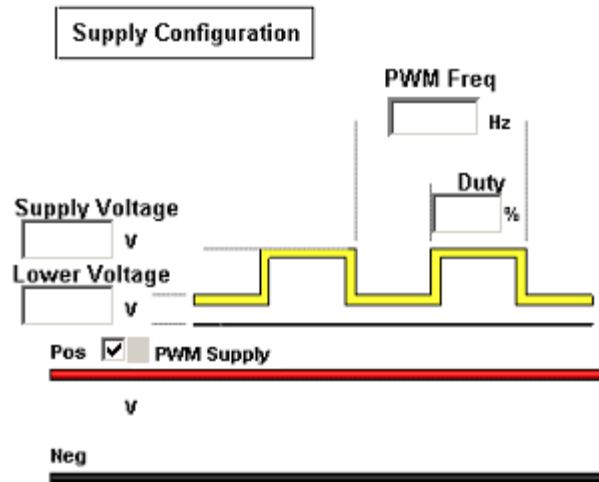 Supply Configuration
PWM Freq
Hz
Duty
%
Supply Voltage
V
Lower Voltage
V
Pos PWM Supply
V
Neg